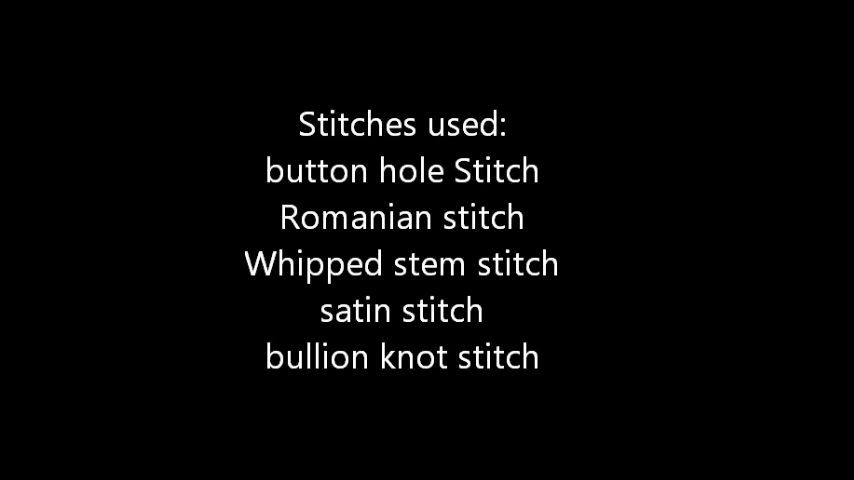 Stitches used:
button hole Stitch
Romanian stitch
Whipped stem stitch
satin stitch
bullion knot stitch